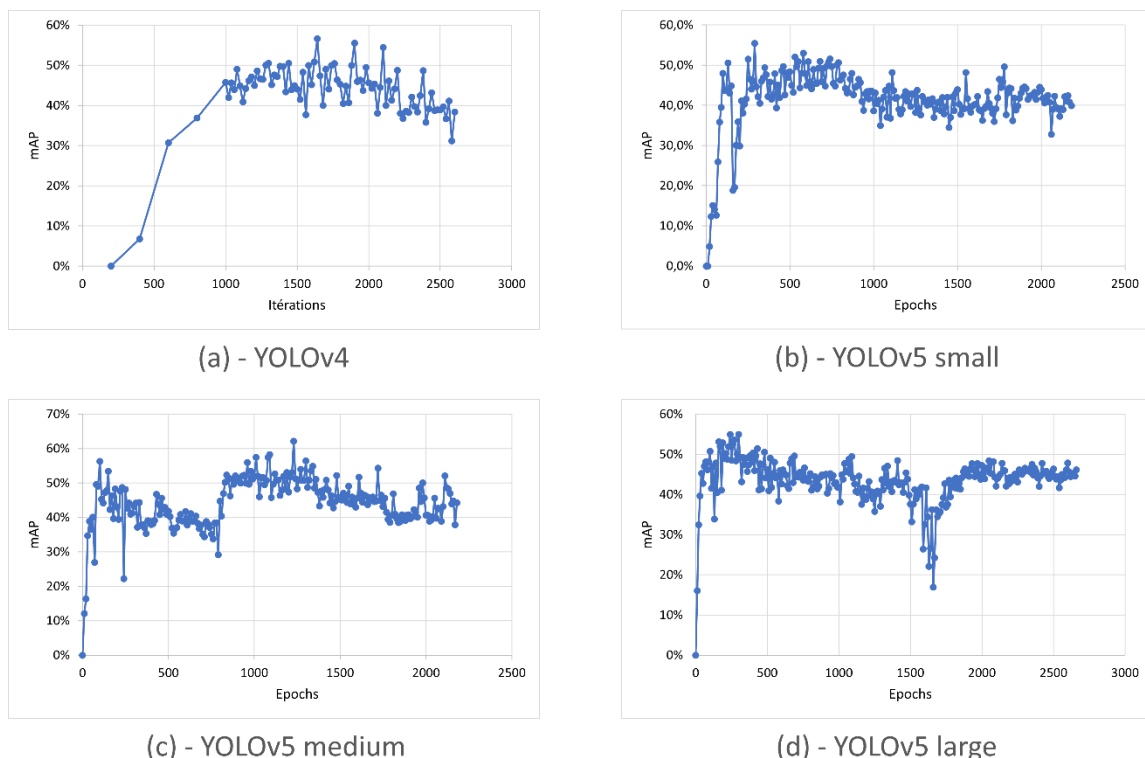 60%
50%
40%
30%
20%
10%
0%
mAP
0 500 1000 1500 2000 2500 3000
Itérations
(a) - YOLOv4
60,0%
50,0%
40,0%
30,0%
20,0%
10,0%
0,0%
mAP
0 500 1000 1500 2000 2500
Epochs
(b) - YOLOv5 small
70%
60%
50%
40%
30%
20%
10%
0%
mAP
0 500 1000 1500 2000 2500
Epochs
(c) - YOLOv5 medium
60%
50%
40%
30%
20%
10%
0%
mAP
0 500 1000 1500 2000 2500 3000
Epochs
(d) - YOLOv5 large